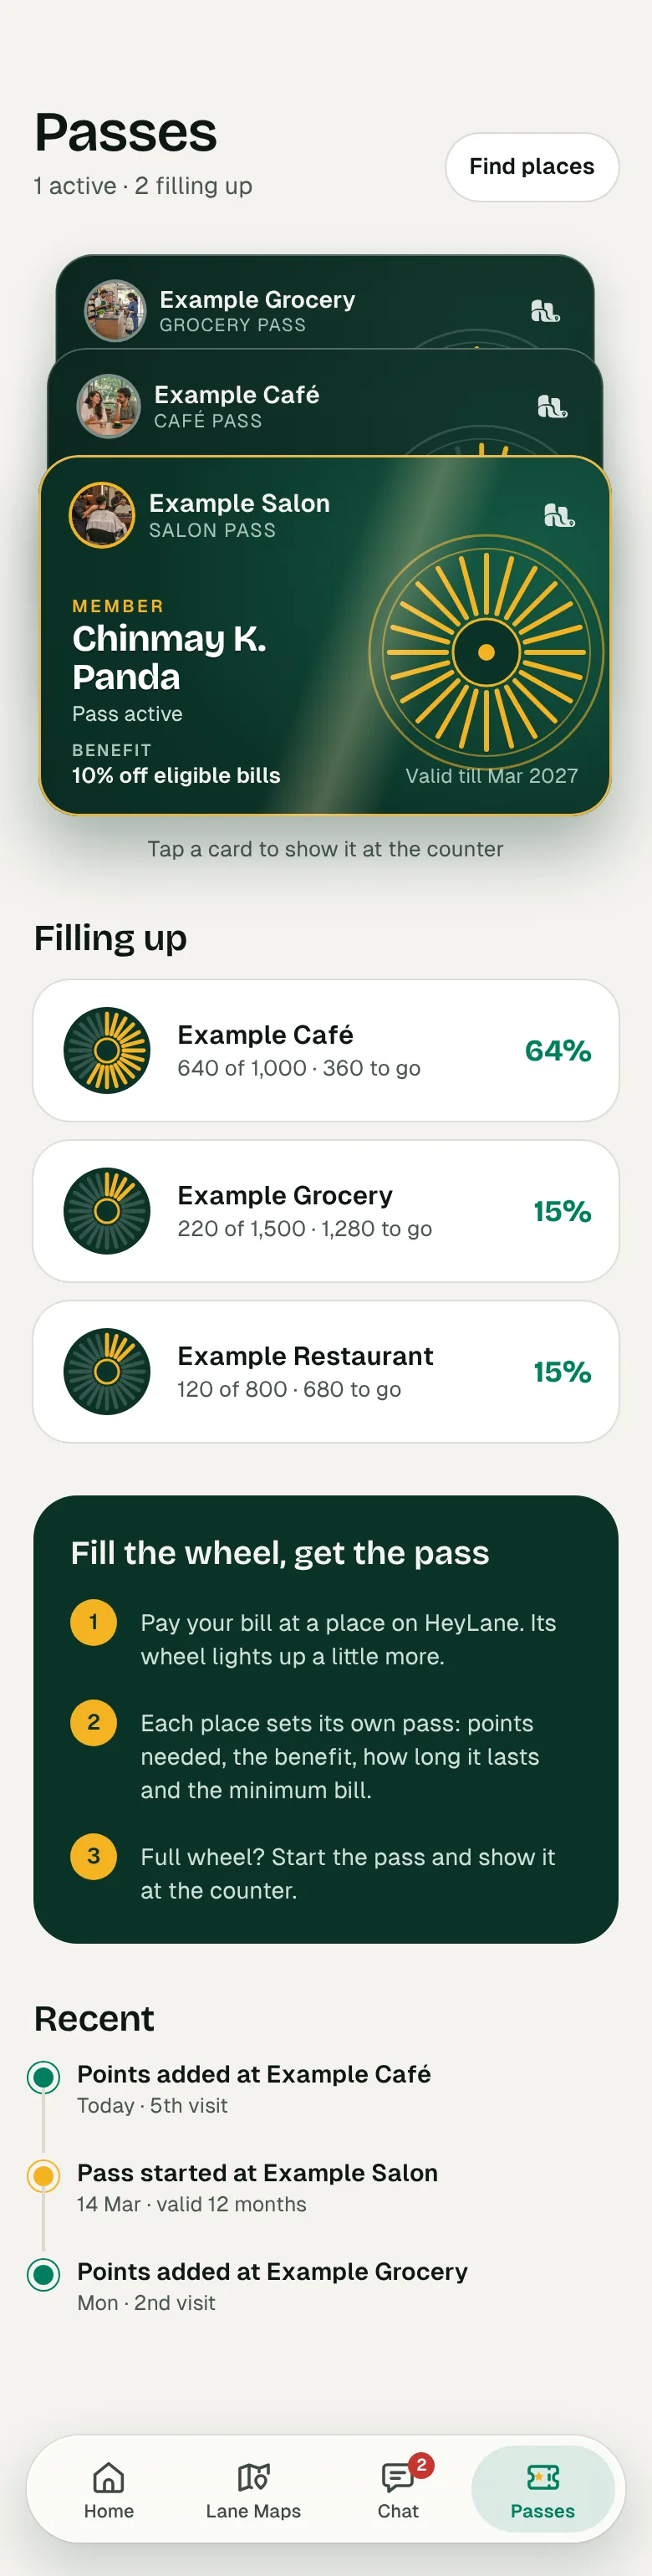 Passes
1 active · 2 filling up
Find places
Example Grocery
GROCERY PASS
Example Café
CAFÉ PASS
Example Salon
SALON PASS
MEMBER
Chinmay K.
Panda
Pass active
BENEFIT
10% off eligible bills
Valid till Mar 2027
Tap a card to show it at the counter
Filling up
Example Café
640 of 1,000 · 360 to go
64%
Example Grocery
220 of 1,500 · 1,280 to go
15%
Example Restaurant
120 of 800 · 680 to go
15%
Fill the wheel, get the pass
1
Pay your bill at a place on HeyLane. Its
wheel lights up a little more.
2
Each place sets its own pass: points
needed, the benefit, how long it lasts
and the minimum bill.
3
Full wheel? Start the pass and show it
at the counter.
Recent
Points added at Example Café
Today · 5th visit
Pass started at Example Salon
14 Mar · valid 12 months
Points added at Example Grocery
Mon · 2nd visit
Home
Lane Maps
2
Chat
Passes